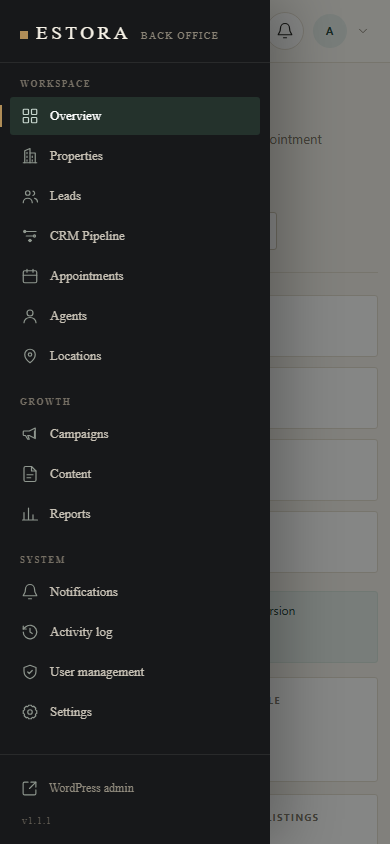 ESTORA BACK OFFICE
A
WORKSPACE
Overview
Properties
Leads
CRM Pipeline
Appointments
Agents
Locations
GROWTH
Campaigns
Content
Reports
SYSTEM
Notifications
Activity log
User management
Settings
WordPress admin
v1.1.1
ointment
rsion
LE
LISTINGS